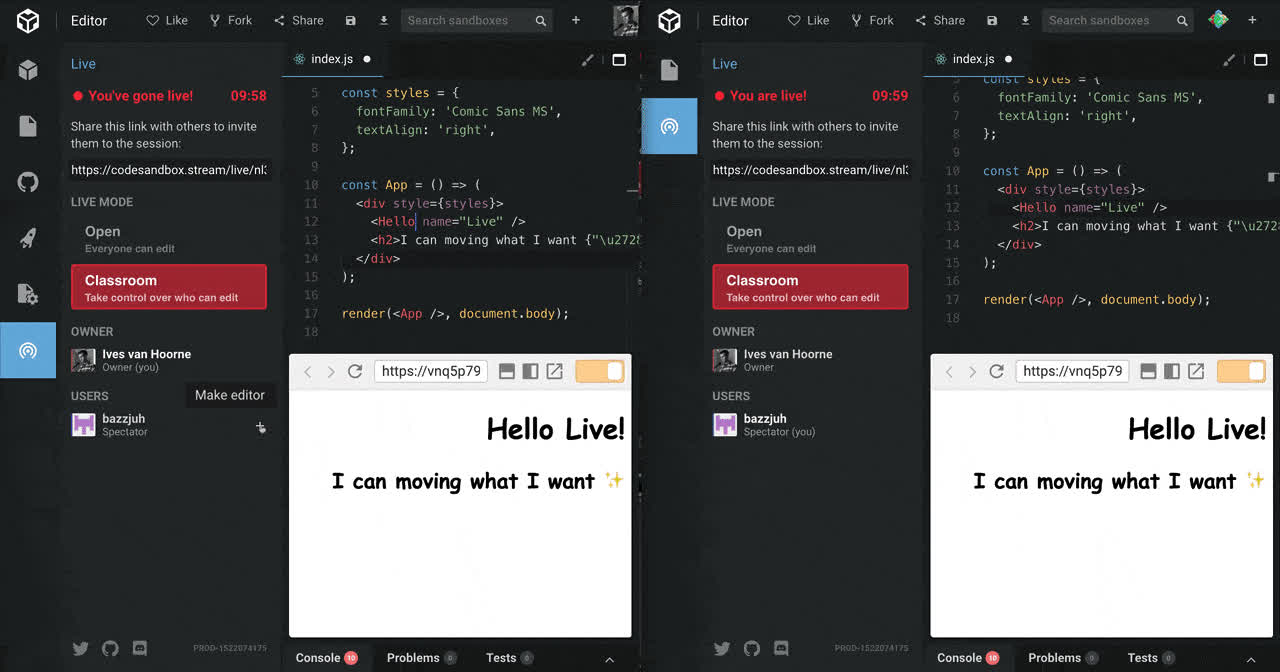 Editor Like Fork Share Search sandboxes
Live
You've gone live! 09:58
Share this link with others to invite
them to the session:
https://codesandbox.stream/live/nl
LIVE MODE
Open
Everyone can edit
Classroom
Take control over who can edit
OWNER
Ives van Hoorne
Owner (you)
USERS
Make editor
bazzjuh
Spectator
PROD-1522074175
index.js
5 const styles = {
6 fontFamily: 'Comic Sans MS',
7 textAlign: 'right',
8 };
9
10 const App = () => (
11 <div style={styles}>
12 <Hello name="Live" />
13 <h2>I can moving what I want {"\u2728
14 </div>
15 );
16
17 render(<App />, document.body);
18
https://vnq5p79
Hello Live!
I can moving what I want ✨
Console 10 Problems 0 Tests 0
Editor Like Fork Share Search sandboxes
Live
You are live! 09:59
Share this link with others to invite
them to the session:
https://codesandbox.stream/live/nl
LIVE MODE
Open
Everyone can edit
Classroom
Take control over who can edit
OWNER
Ives van Hoorne
Owner
USERS
bazzjuh
Spectator (you)
PROD-1522074175
index.js
5 const styles = {
6 fontFamily: 'Comic Sans MS',
7 textAlign: 'right',
8 };
9
10 const App = () => (
11 <div style={styles}>
12 <Hello name="Live" />
13 <h2>I can moving what I want {"\u272
14 </div>
15 );
16
17 render(<App />, document.body);
18
https://vnq5p79
Hello Live!
I can moving what I want ✨
Console 10 Problems 0 Tests 0